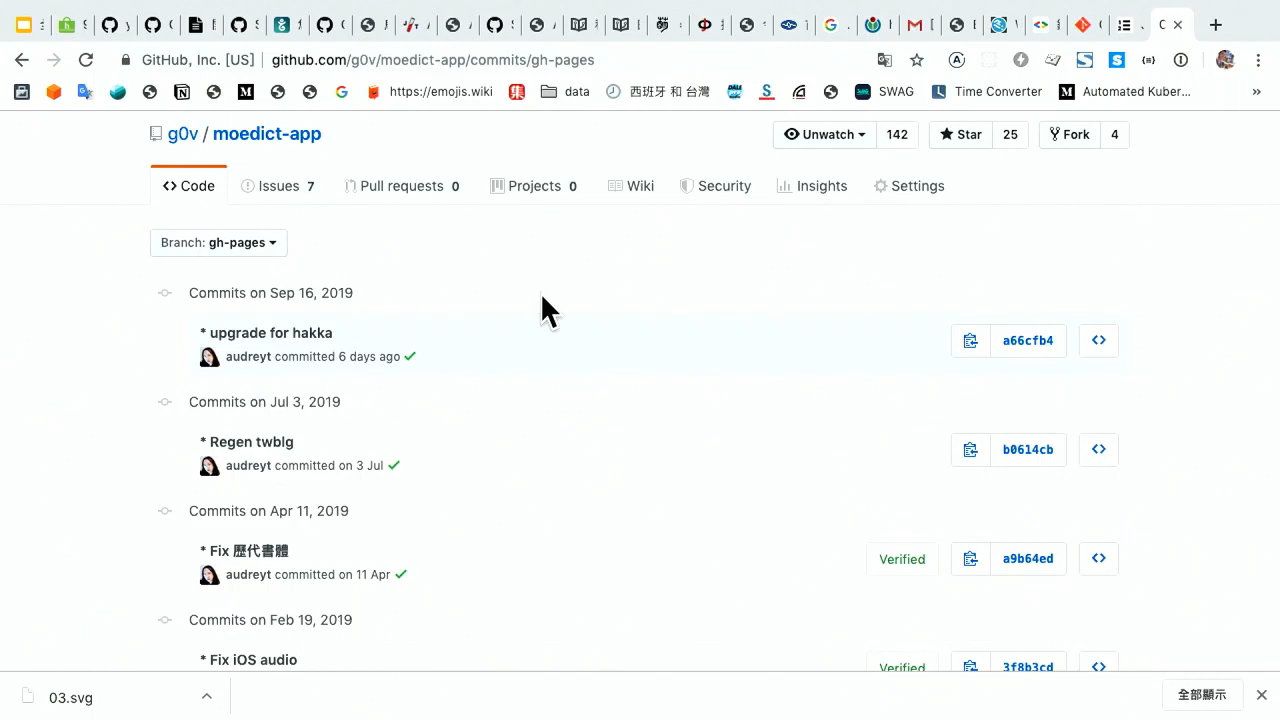 GitHub, Inc. [US] github.com/g0v/moedict-app/commits/gh-pages
https://emojis.wiki data 西班牙 和 台灣 SWAG Time Converter Automated Kuber... »
g0v / moedict-app
Unwatch 142 Star 25 Fork 4
Code Issues 7 Pull requests 0 Projects 0 Wiki Security Insights Settings
Branch: gh-pages
Commits on Sep 16, 2019
* upgrade for hakka
audreyt committed 6 days ago
a66cfb4
Commits on Jul 3, 2019
* Regen twblg
audreyt committed on 3 Jul
b0614cb
Commits on Apr 11, 2019
* Fix 歷代書體
audreyt committed on 11 Apr
Verified a9b64ed
Commits on Feb 19, 2019
* Fix iOS audio
Verified 3f8b3cd
03.svg
全部顯示